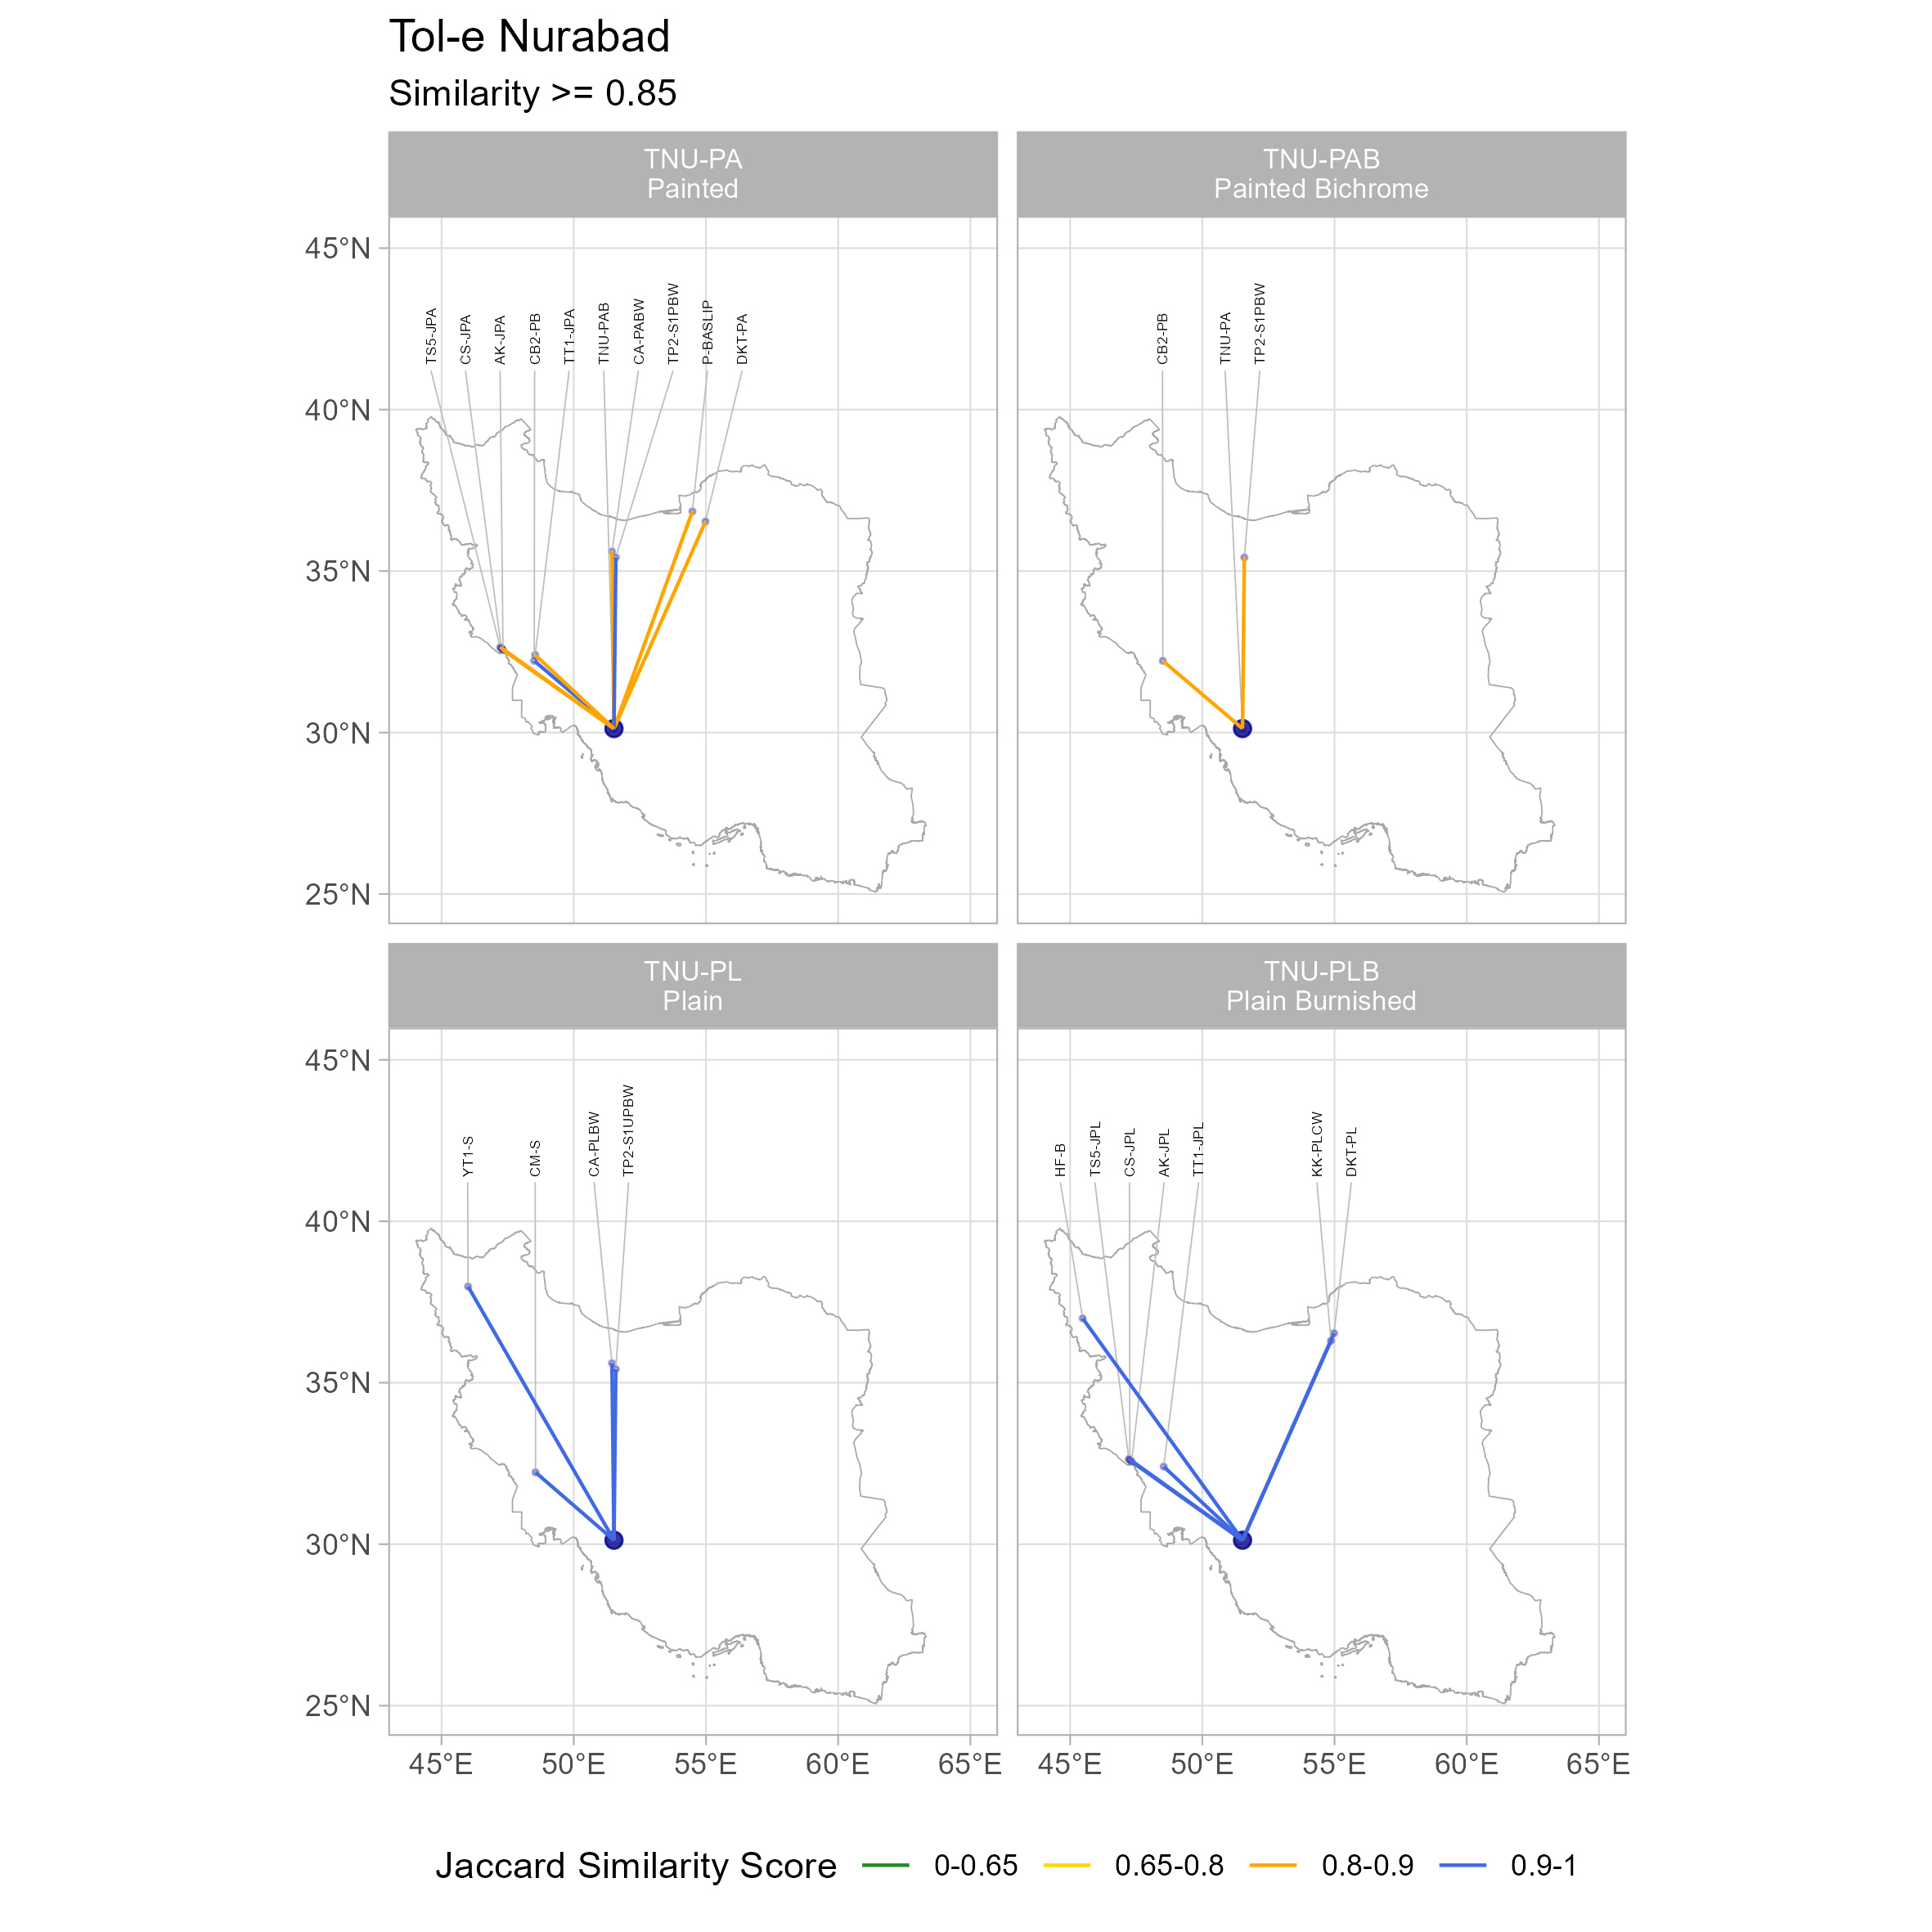 Tol-e Nurabad
Similarity >= 0.85
TNU-PA
Painted
TNU-PAB
Painted Bichrome
45°N
40°N
35°N
30°N
25°N
TS5-JPA
CS-JPA
AK-JPA
CB2-PB
TT1-JPA
TNU-PAB
CA-PABW
TP2-S1PBW
P-BASLIP
DKT-PA
CB2-PB
TNU-PA
TP2-S1PBW
TNU-PL
Plain
TNU-PLB
Plain Burnished
45°N
40°N
35°N
30°N
25°N
YT1-S
CM-S
CA-PLBW
TP2-S1UPBW
HF-B
TS5-JPL
CS-JPL
AK-JPL
TT1-JPL
KK-PLCW
DKT-PL
45°E 50°E 55°E 60°E 65°E 45°E 50°E 55°E 60°E 65°E
Jaccard Similarity Score 0-0.65 0.65-0.8 0.8-0.9 0.9-1